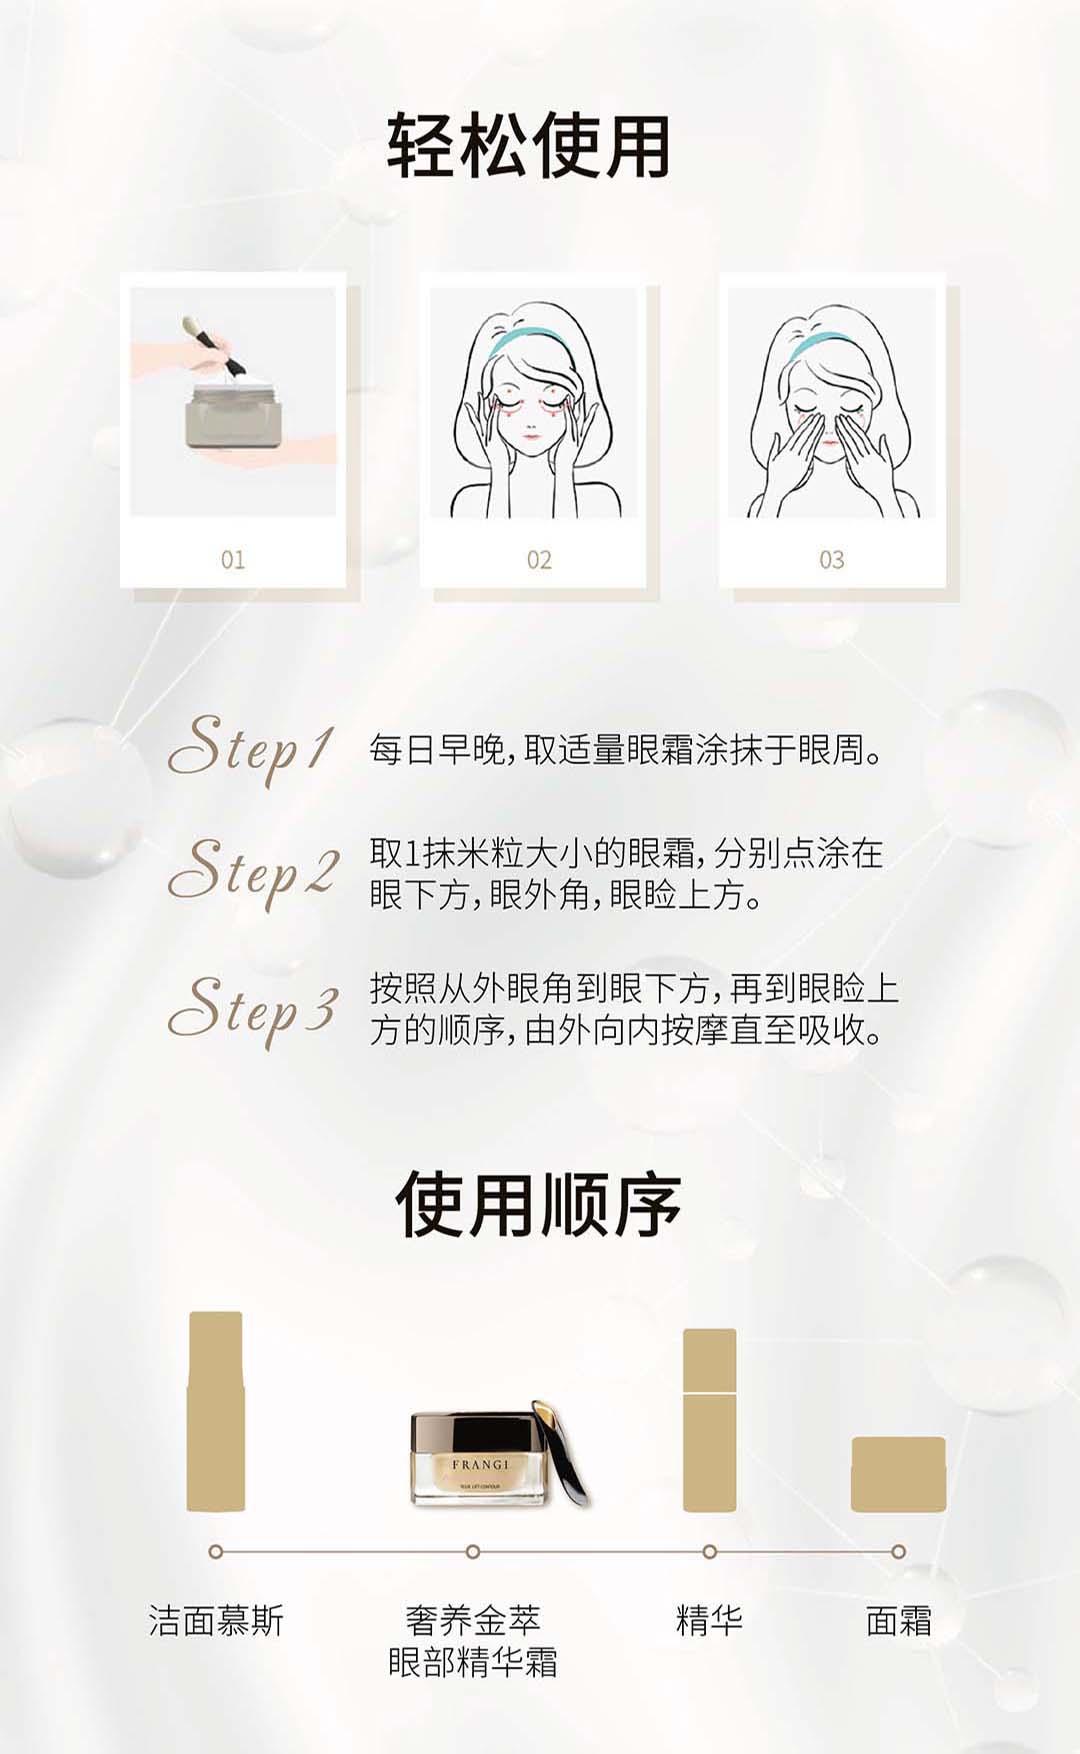 轻松使用
01
02
03
Step1
每日早晚，取适量眼霜涂抹于眼周。
Step2
取1抹米粒大小的眼霜，分别点涂在
眼下方，眼外角，眼睑上方。
Step3
按照从外眼角到眼下方，再到眼睑上
方的顺序，由外向内按摩直至吸收。
使用顺序
FRANGI
YEUX LIFT CONTOUR
洁面慕斯
奢养金萃
眼部精华霜
精华
面霜